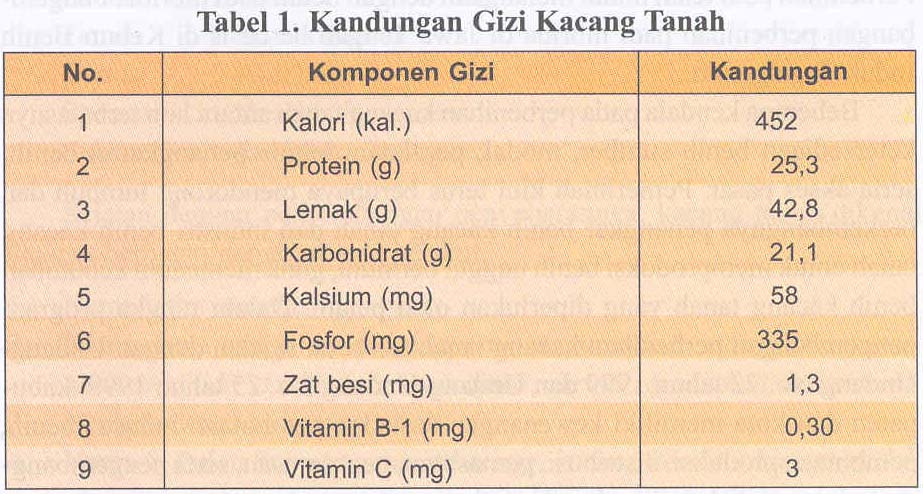 Tabel 1. Kandungan Gizi Kacang Tanah
No. Komponen Gizi Kandungan
1 Kalori (kal.) 452
2 Protein (g) 25,3
3 Lemak (g) 42,8
4 Karbohidrat (g) 21,1
5 Kalsium (mg) 58
6 Fosfor (mg) 335
7 Zat besi (mg) 1,3
8 Vitamin B-1 (mg) 0,30
9 Vitamin C (mg) 3